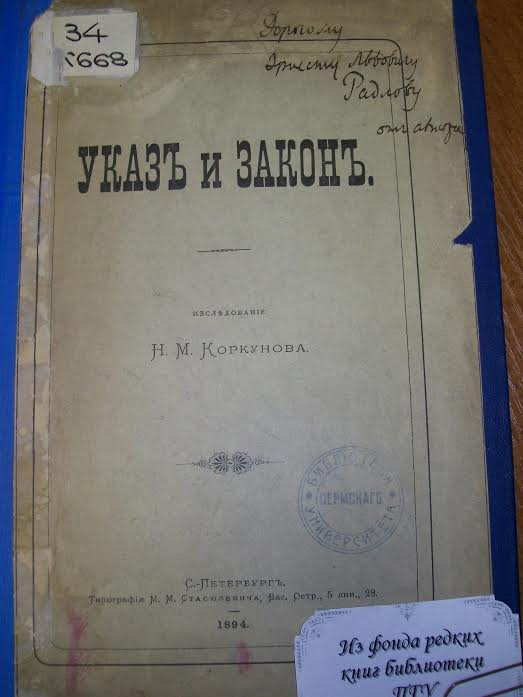 34
К668
Дорогому
Эрнесту Львовичу
Радлову
отъ автора
УКАЗЪ и ЗАКОНЪ.
ИЗСЛѢДОВАНІЕ
Н. М. КОРКУНОВА.
БИБЛІОТЕКА
ПЕРМСКАГО
УНИВЕРСИТЕТА
С.-ПЕТЕРБУРГЪ.
Типографія М. М. Стасюлевича, Вас. Остр., 5 лин., 28.
1894.
Из фонда редких
книг библиотеки
ПГУ